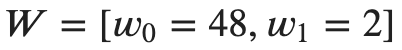 W = [w₀ = 48, w₁ = 2]